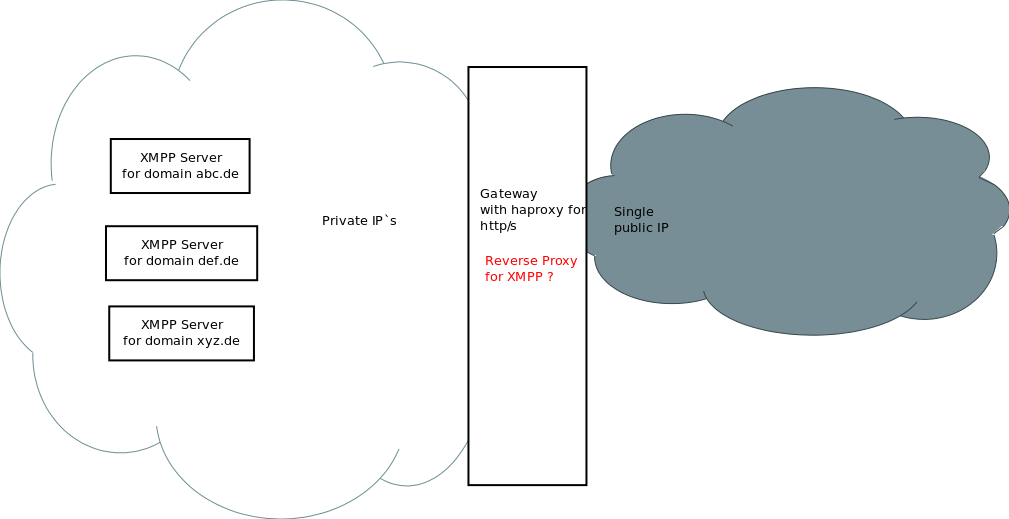 XMPP Server
for domain abc.de
XMPP Server
for domain def.de
XMPP Server
for domain xyz.de
Private IP`s
Gateway
with haproxy for
http/s
Reverse Proxy
for XMPP ?
Single
public IP